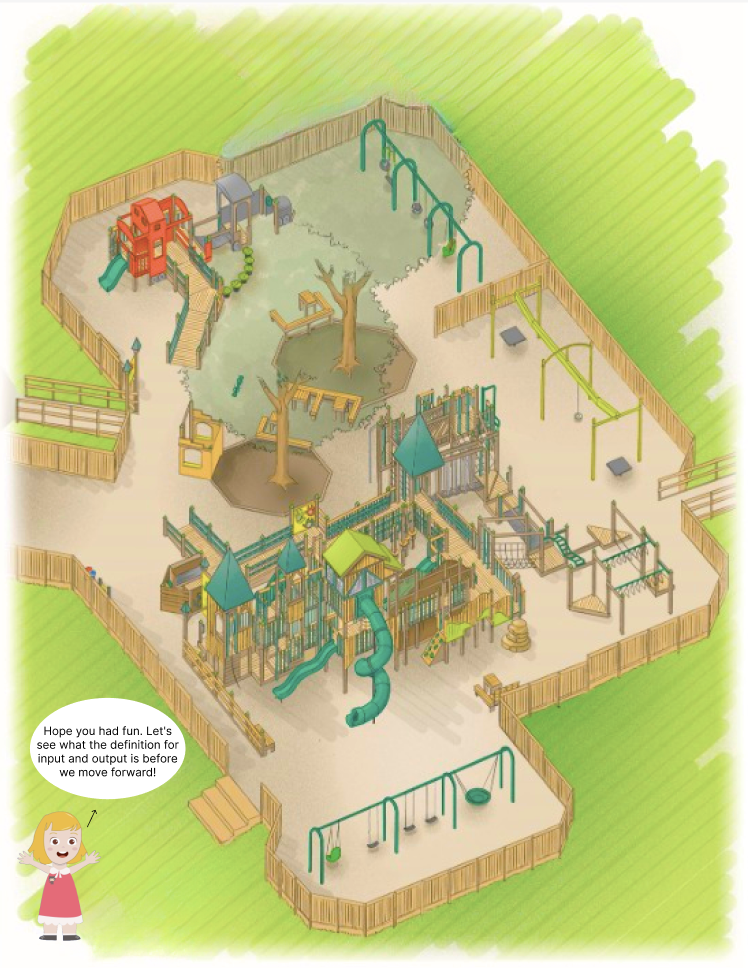 Hope you had fun. Let's
see what the definition for
input and output is before
we move forward!